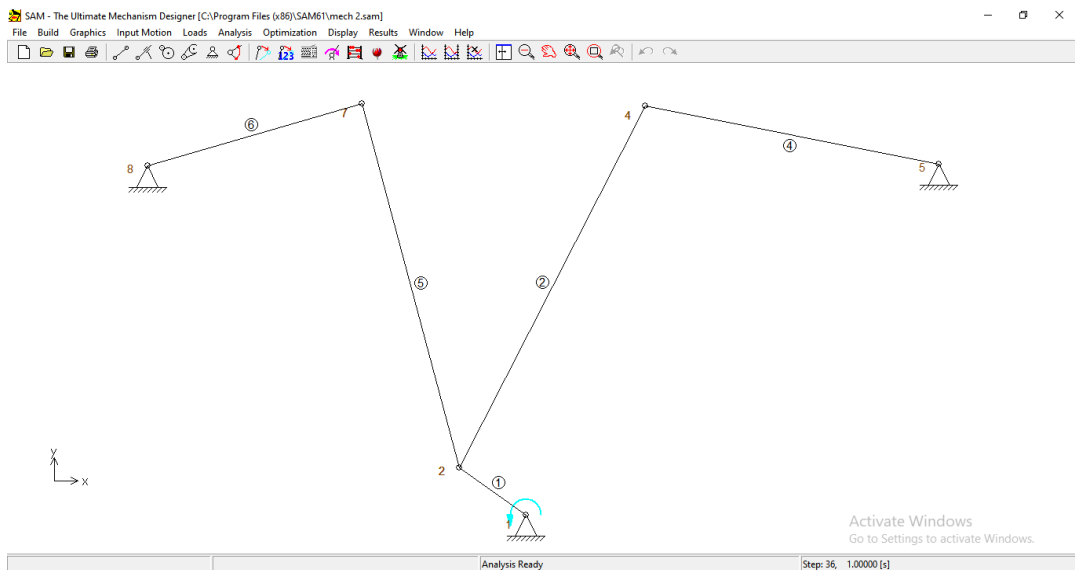 SAM - The Ultimate Mechanism Designer [C:\Program Files (x86)\SAM61\mech 2.sam]
File Build Graphics Input Motion Loads Analysis Optimization Display Results Window Help
123
7
6
4
8
4
5
5
2
2
1
1
y
x
Activate Windows
Go to Settings to activate Windows.
Analysis Ready
Step: 36, 1.00000 [s]